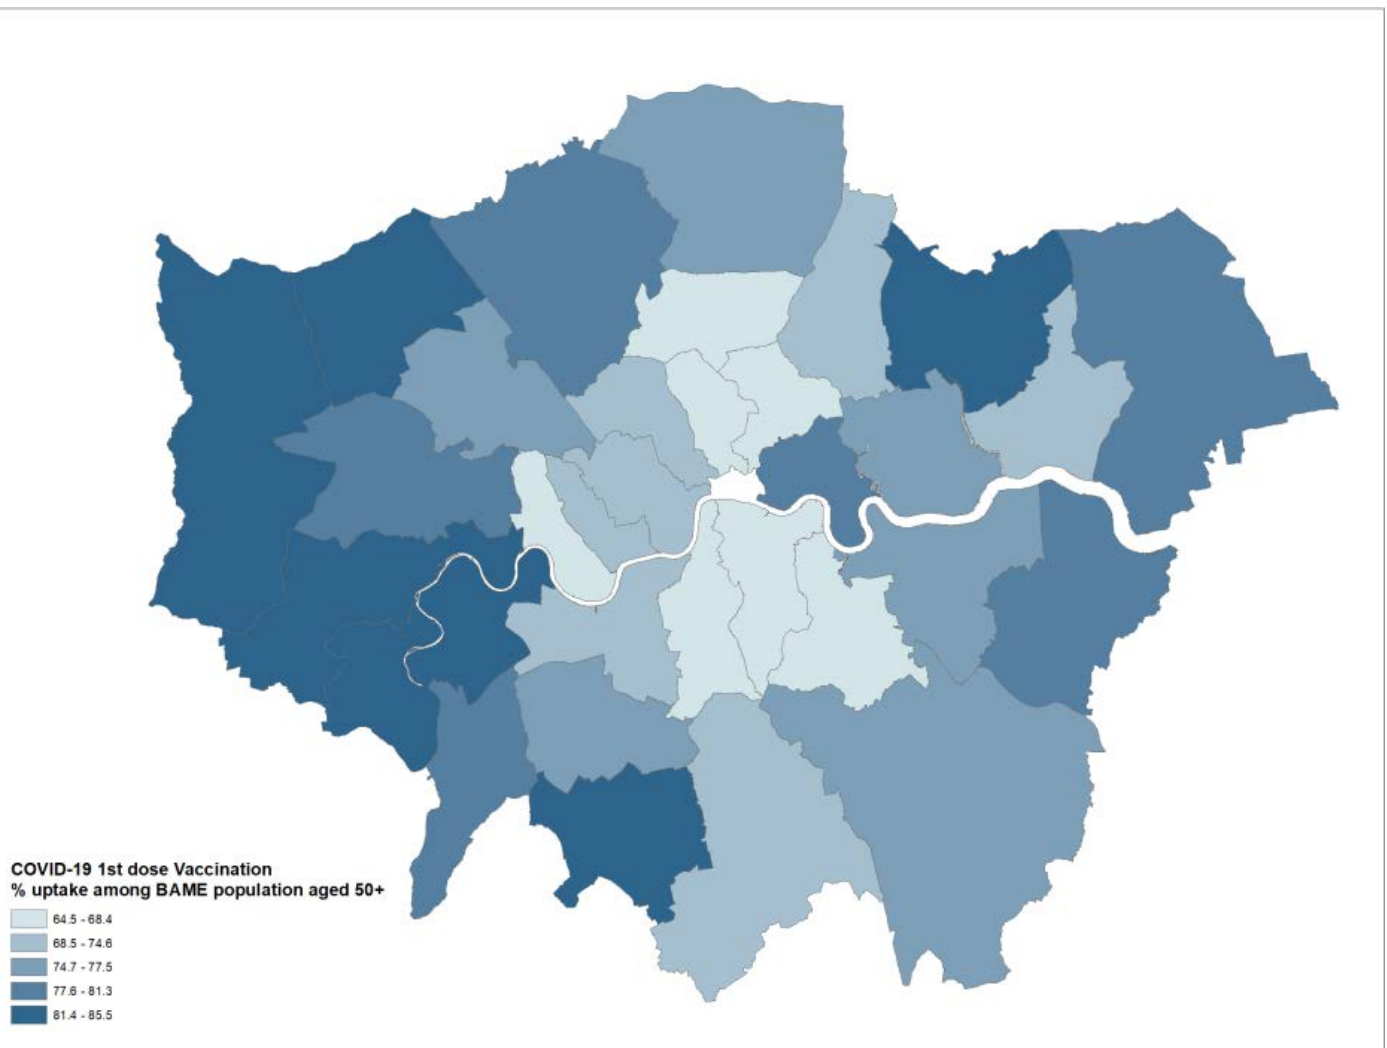 COVID-19 1st dose Vaccination
% uptake among BAME population aged 50+
64.5 - 68.4
68.5 - 74.6
74.7 - 77.5
77.6 - 81.3
81.4 - 85.5